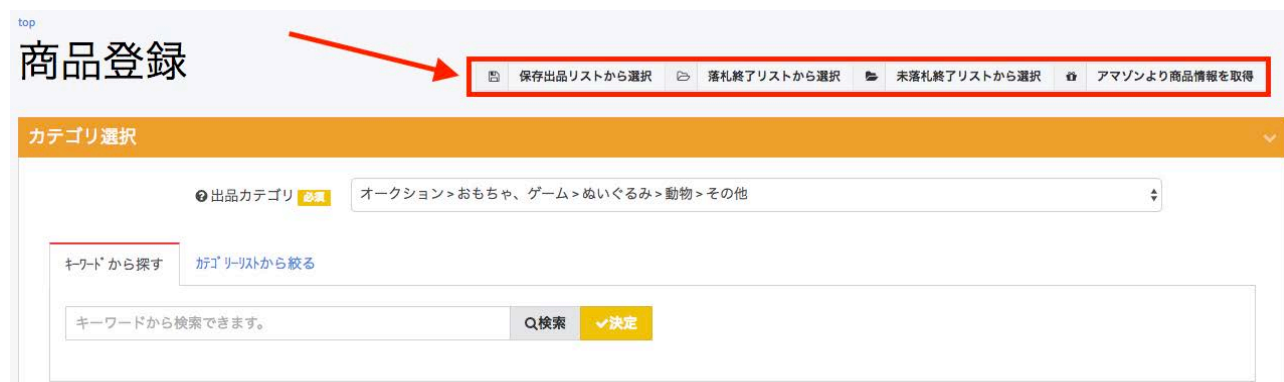 top
商品登録
保存出品リストから選択 落札終了リストから選択 未落札終了リストから選択 アマゾンより商品情報を取得
カテゴリ選択
出品カテゴリ 必須 オークション>おもちゃ、ゲーム>ぬいぐるみ>動物>その他
ｷｰﾜｰﾄﾞから探す ｶﾃｺﾞﾘｰﾘｽﾄから絞る
キーワードから検索できます。 検索 決定